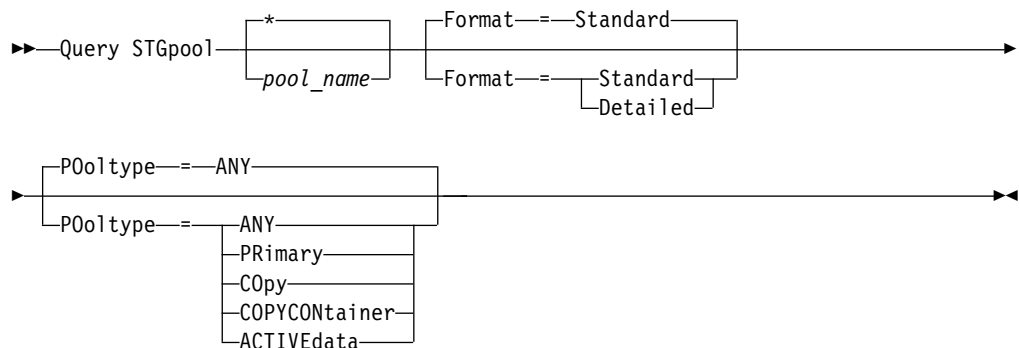 * Format = Standard
Query STGpool
pool_name Format = Standard
Detailed
POoltype = ANY
POoltype = ANY
PRimary
COpy
COPYCONtainer
ACTIVEdata